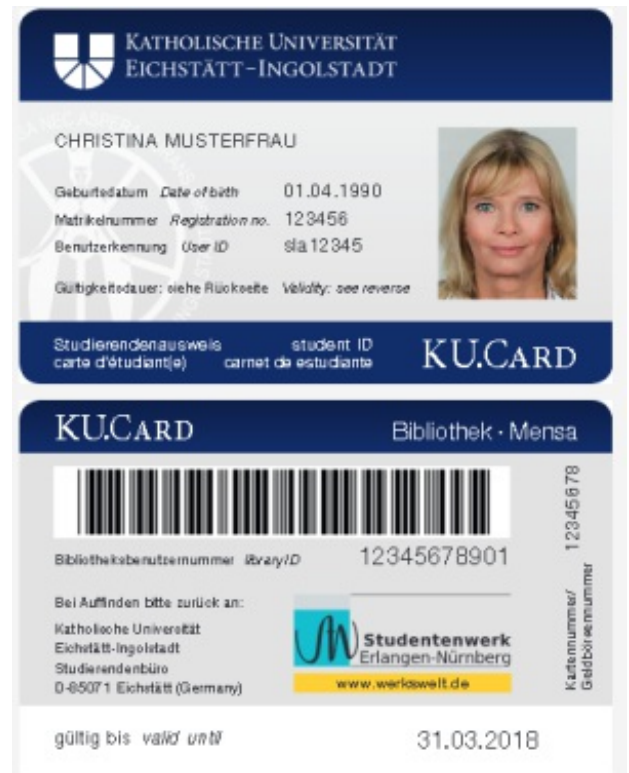 KATHOLISCHE UNIVERSITÄT
EICHSTÄTT-INGOLSTADT
CHRISTINA MUSTERFRAU
Geburtsdatum Date of birth 01.04.1990
Matrikelnummer Registration no. 123456
Benutzerkennung User ID sla12345
Gültigkeitsdauer: siehe Rückseite Validity: see reverse
Studierendenausweis student ID
carte d'étudiant(e) carnet de estudiante
KU.CARD
KU.CARD
Bibliothek · Mensa
Bibliotheksbenutzernummer library ID 12345678901
Kartennummer/ 12345678
Geldbörsennummer
Bei Auffinden bitte zurück an:
Katholische Universität
Eichstätt-Ingolstadt
Studierendenbüro
D-85071 Eichstätt (Germany)
Studentenwerk
Erlangen-Nürnberg
www.werkswelt.de
gültig bis valid until 31.03.2018